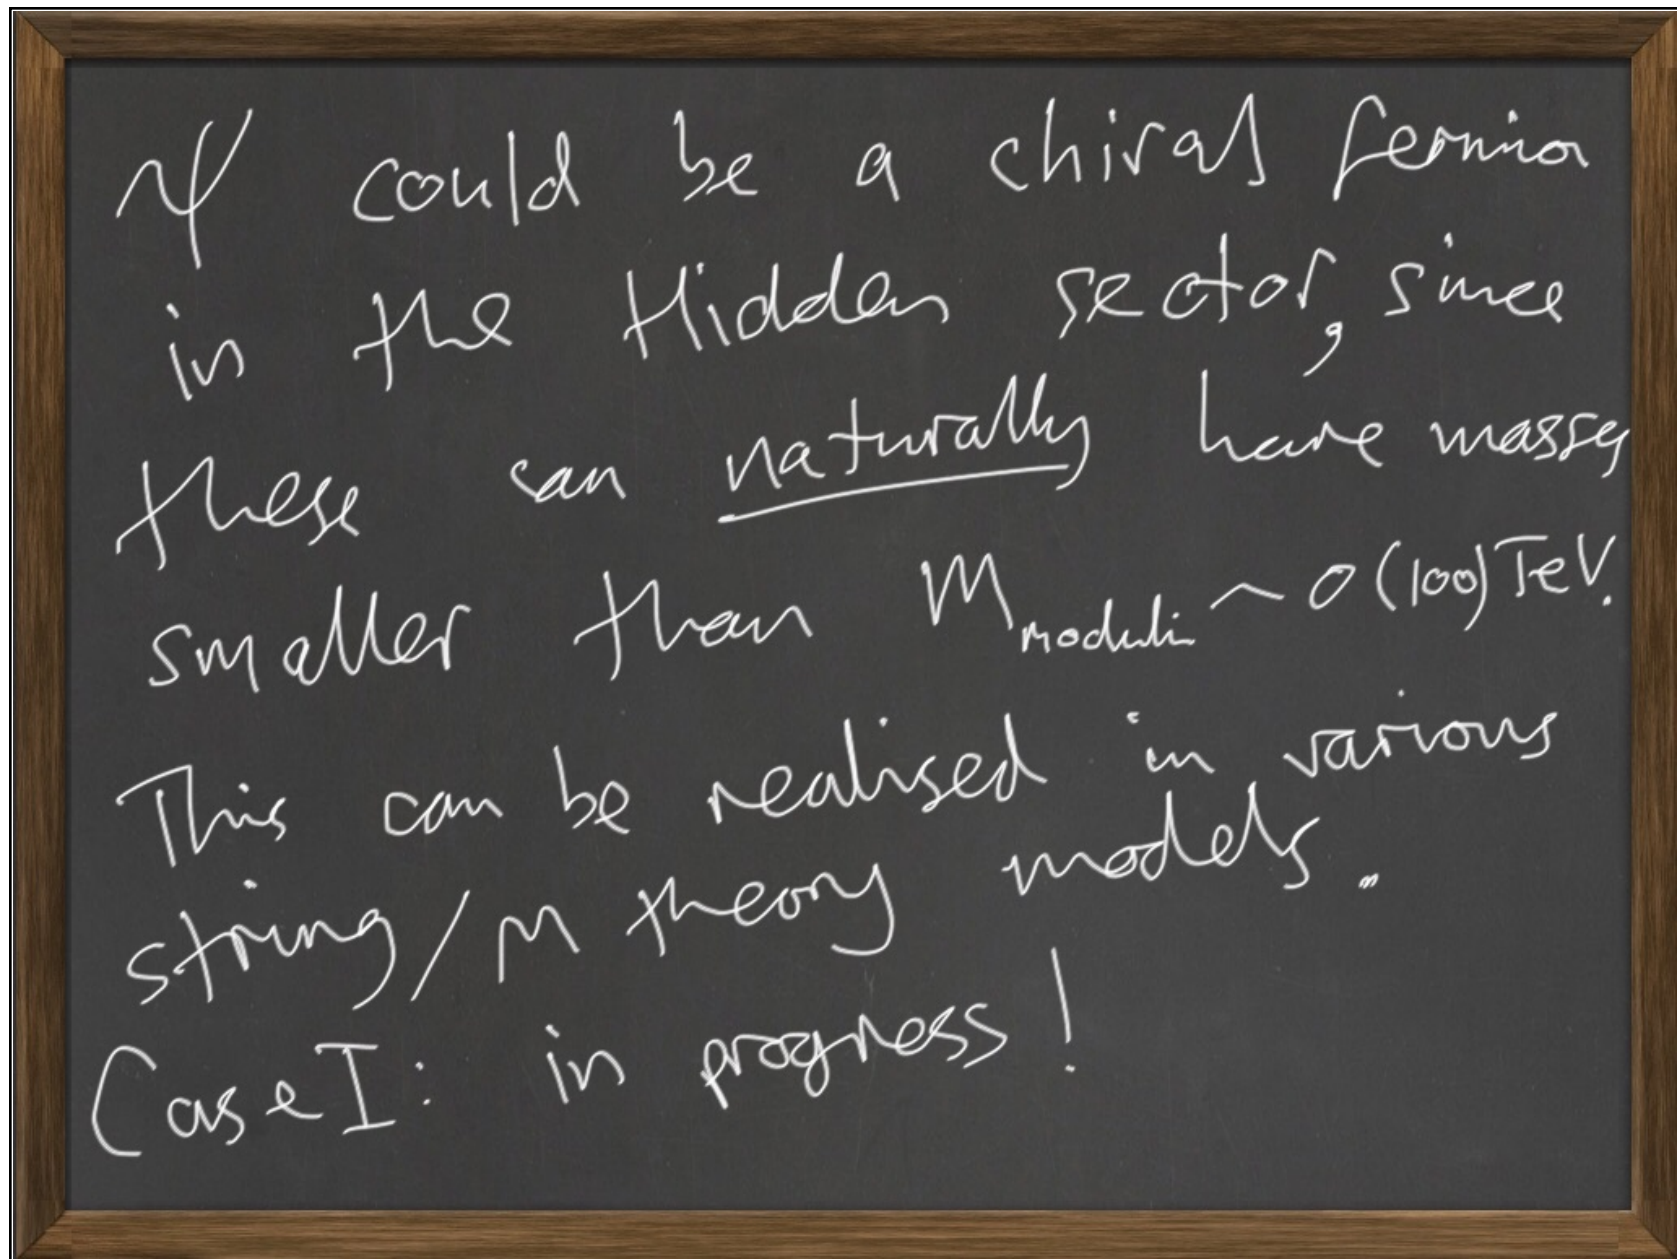 ψ could be a chiral fermion
in the Hidden sector, since
these can naturally have masses
smaller than M_moduli ~ O(100) TeV.
This can be realised in various
string/M theory models.
Case I: in progress!